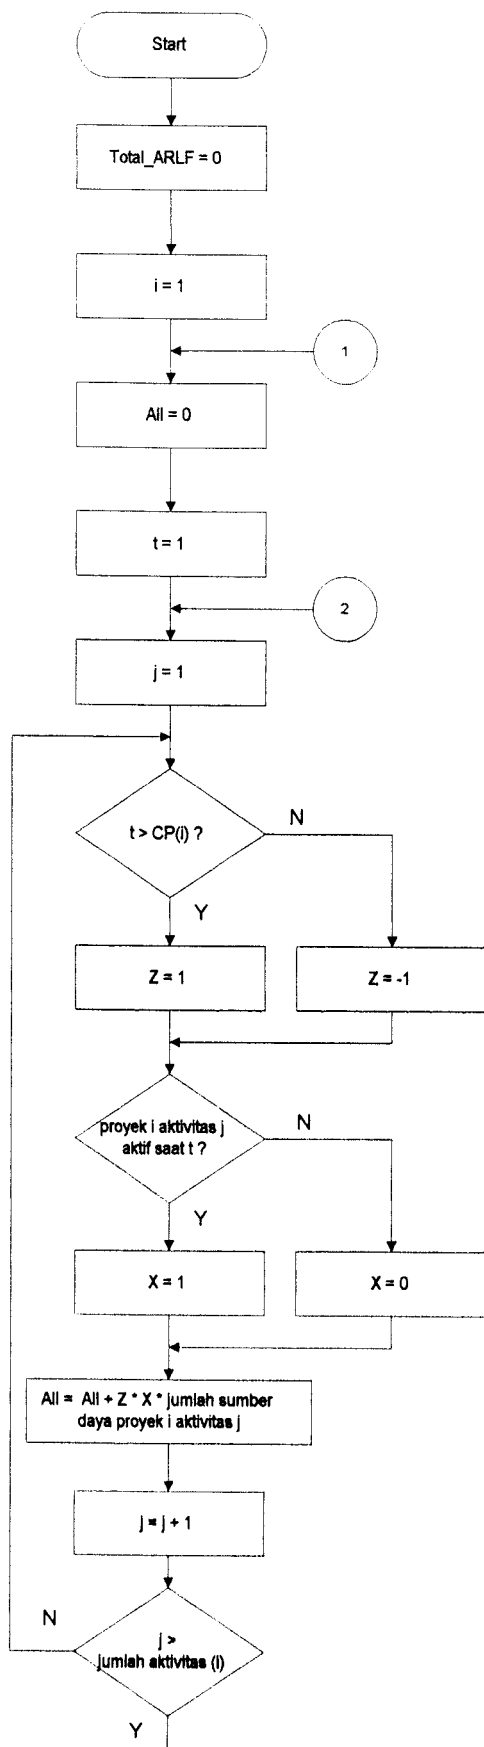 Start
Total_ARLF = 0
i = 1
1
All = 0
t = 1
2
j = 1
t > CP(i) ?
N
Y
Z = 1
Z = -1
proyek i aktivitas j
aktif saat t ?
N
Y
X = 1
X = 0
All = All + Z * X * jumlah sumber
daya proyek i aktivitas j
j = j + 1
N
j >
jumlah aktivitas (i)
Y